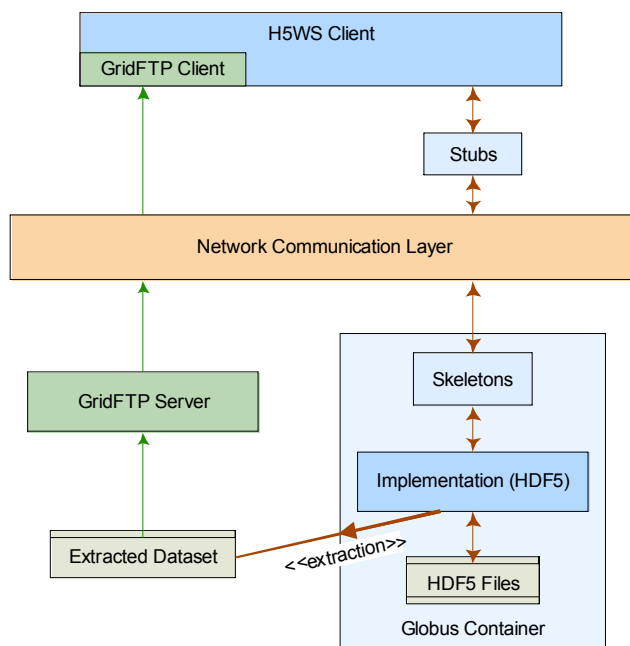 H5WS Client
GridFTP Client
Stubs
Network Communication Layer
Skeletons
GridFTP Server
Implementation (HDF5)
<<extraction>>
Extracted Dataset
HDF5 Files
Globus Container